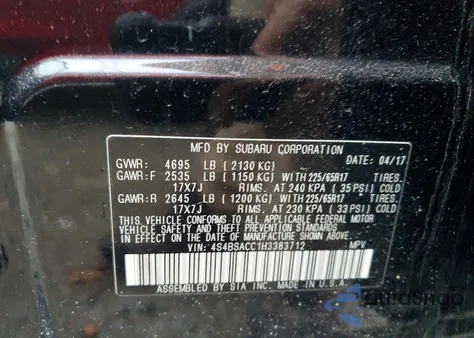 MFD BY SUBARU CORPORATION
GVWR: 4695 LB (2130 KG) DATE: 04/17
GAWR:F 2535 LB (1150 KG) WITH 225/65R17 TIRES.
17X7J RIMS. AT 240 KPA (35 PSI) COLD
GAWR:R 2645 LB (1200 KG) WITH 225/65R17 TIRES.
17X7J RIMS. AT 230 KPA (33 PSI) COLD
THIS VEHICLE CONFORMS TO ALL APPLICABLE FEDERAL MOTOR
VEHICLE SAFETY AND THEFT PREVENTION STANDARDS IN EFFECT
ON THE DATE OF MANUFACTURE SHOWN ABOVE.
VIN: 4S4BSACC1H3383712 MPV
ASSEMBLED BY SIA INC. MADE IN U.S.A.
AutoSnap